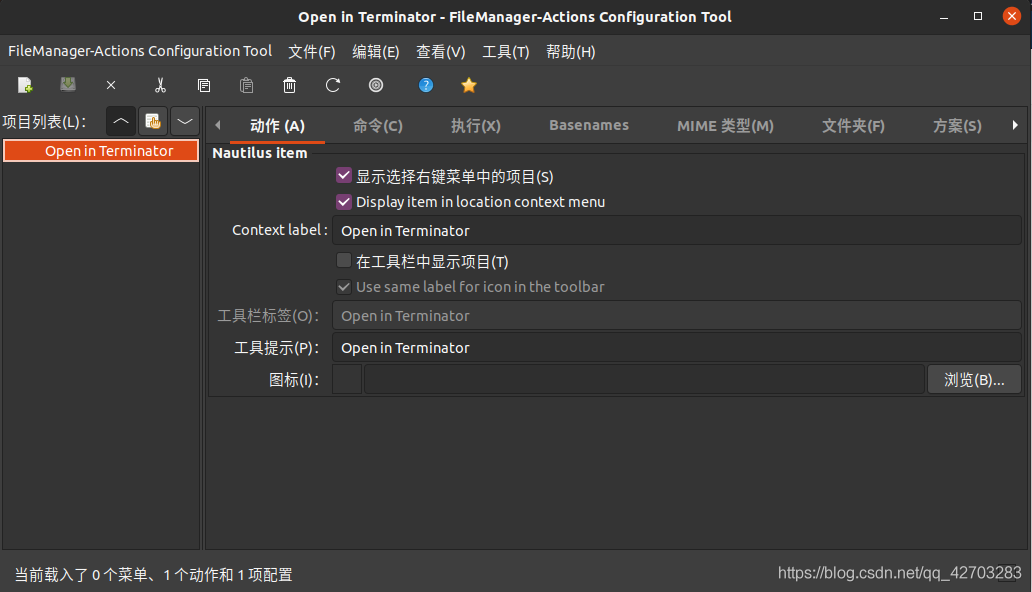 Open in Terminator - FileManager-Actions Configuration Tool
FileManager-Actions Configuration Tool 文件(F) 编辑(E) 查看(V) 工具(T) 帮助(H)
项目列表(L)：
Open in Terminator
动作 (A) 命令(C) 执行(X) Basenames MIME 类型(M) 文件夹(F) 方案(S)
Nautilus item
显示选择右键菜单中的项目(S)
Display item in location context menu
Context label : Open in Terminator
在工具栏中显示项目(T)
Use same label for icon in the toolbar
工具栏标签(O)： Open in Terminator
工具提示(P)： Open in Terminator
图标(I)： 浏览(B)...
当前载入了 0 个菜单、1 个动作和 1 项配置
https://blog.csdn.net/qq_42703283